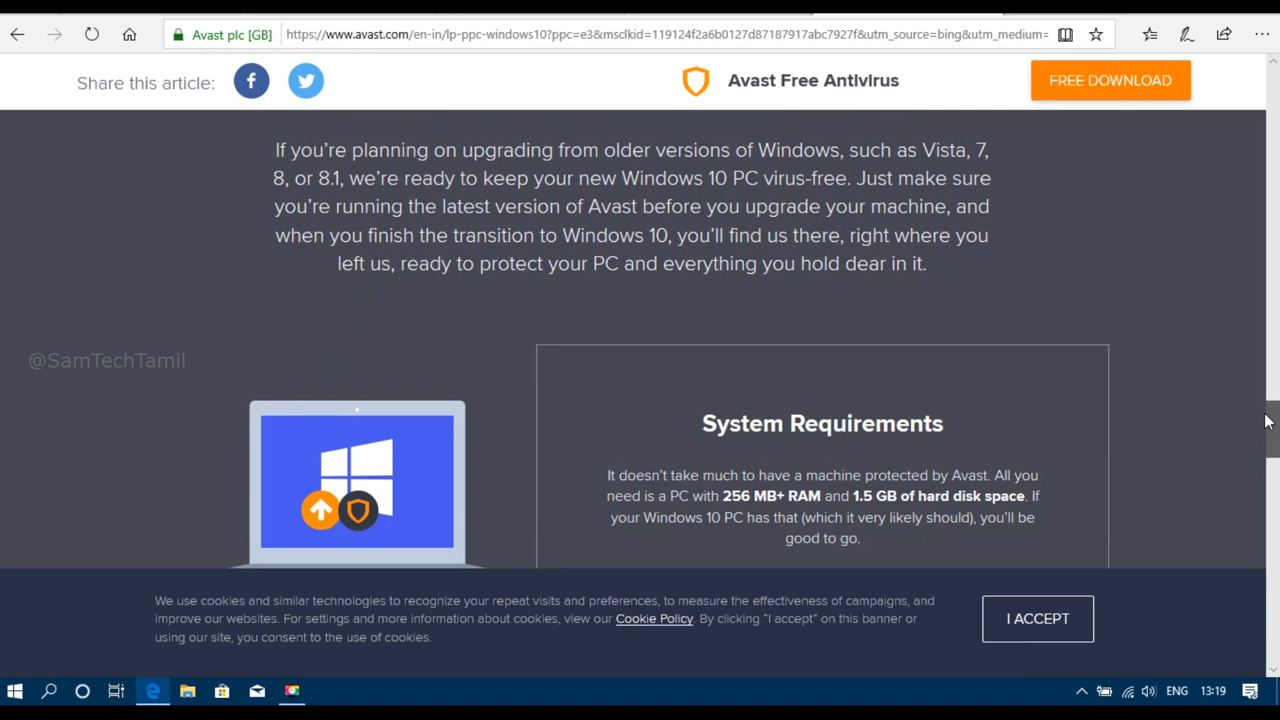 Avast plc [GB]
https://www.avast.com/en-in/lp-ppc-windows10?ppc=e3&msclkid=119124f2a6b0127d87187917abc7927f&utm_source=bing&utm_medium=
Share this article:
Avast Free Antivirus
FREE DOWNLOAD
If you’re planning on upgrading from older versions of Windows, such as Vista, 7,
8, or 8.1, we’re ready to keep your new Windows 10 PC virus-free. Just make sure
you’re running the latest version of Avast before you upgrade your machine, and
when you finish the transition to Windows 10, you’ll find us there, right where you
left us, ready to protect your PC and everything you hold dear in it.
@SamTechTamil
System Requirements
It doesn’t take much to have a machine protected by Avast. All you
need is a PC with 256 MB+ RAM and 1.5 GB of hard disk space. If
your Windows 10 PC has that (which it very likely should), you’ll be
good to go.
We use cookies and similar technologies to recognize your repeat visits and preferences, to measure the effectiveness of campaigns, and
improve our websites. For settings and more information about cookies, view our Cookie Policy. By clicking “I accept” on this banner or
using our site, you consent to the use of cookies.
I ACCEPT
ENG
13:19